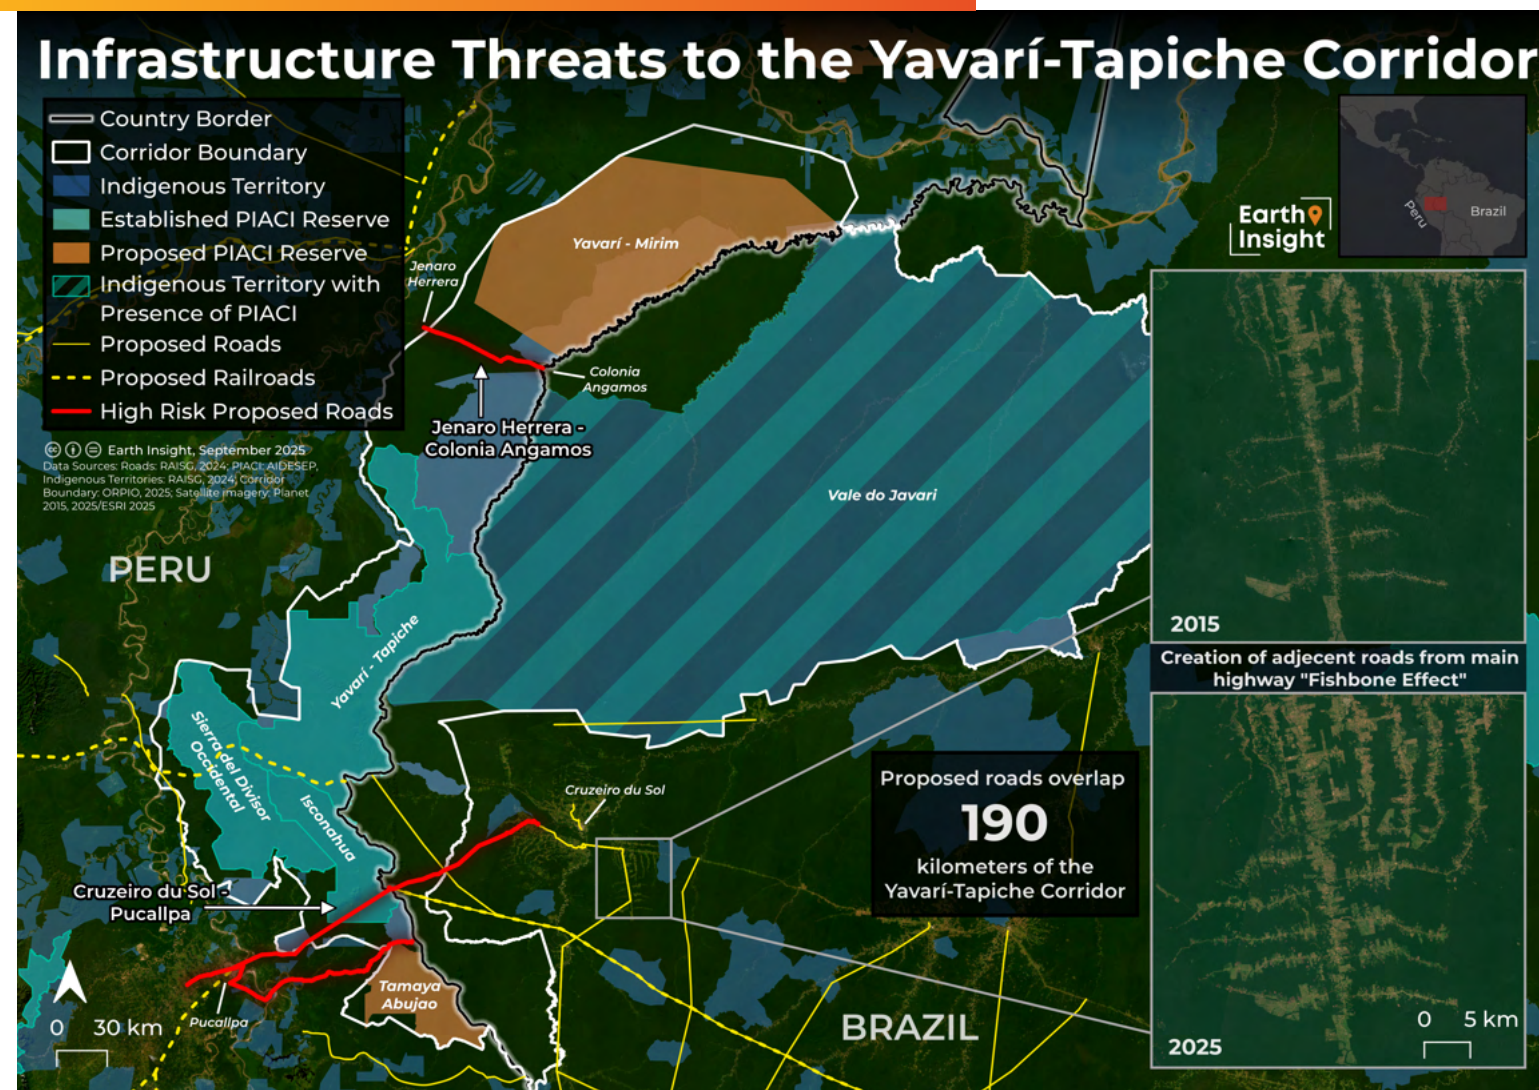 Infrastructure Threats to the Yavarí-Tapiche Corridor
Country Border
Corridor Boundary
Indigenous Territory
Established PIACI Reserve
Proposed PIACI Reserve
Indigenous Territory with
Presence of PIACI
Proposed Roads
Proposed Railroads
High Risk Proposed Roads
Earth Insight, September 2025
Data Sources: Roads: RAISG, 2024; PIACI: AIDESEP,
Indigenous Territories: RAISG, 2024; Corridor
Boundary: ORPIO, 2025; Satellite imagery: Planet
2015, 2025/ESRI 2025
Jenaro
Herrera
Yavarí - Mirim
Colonia
Angamos
Jenaro Herrera -
Colonia Angamos
Vale do Javari
PERU
Yavarí - Tapiche
Sierra del Divisor
Occidental
Isconahua
Cruzeiro du Sol
Cruzeiro du Sol -
Pucallpa
Pucallpa
Tamaya
Abujao
0 30 km
BRAZIL
Proposed roads overlap
190
kilometers of the
Yavarí-Tapiche Corridor
Earth
Insight
Peru
Brazil
2015
Creation of adjecent roads from main
highway "Fishbone Effect"
0 5 km
2025